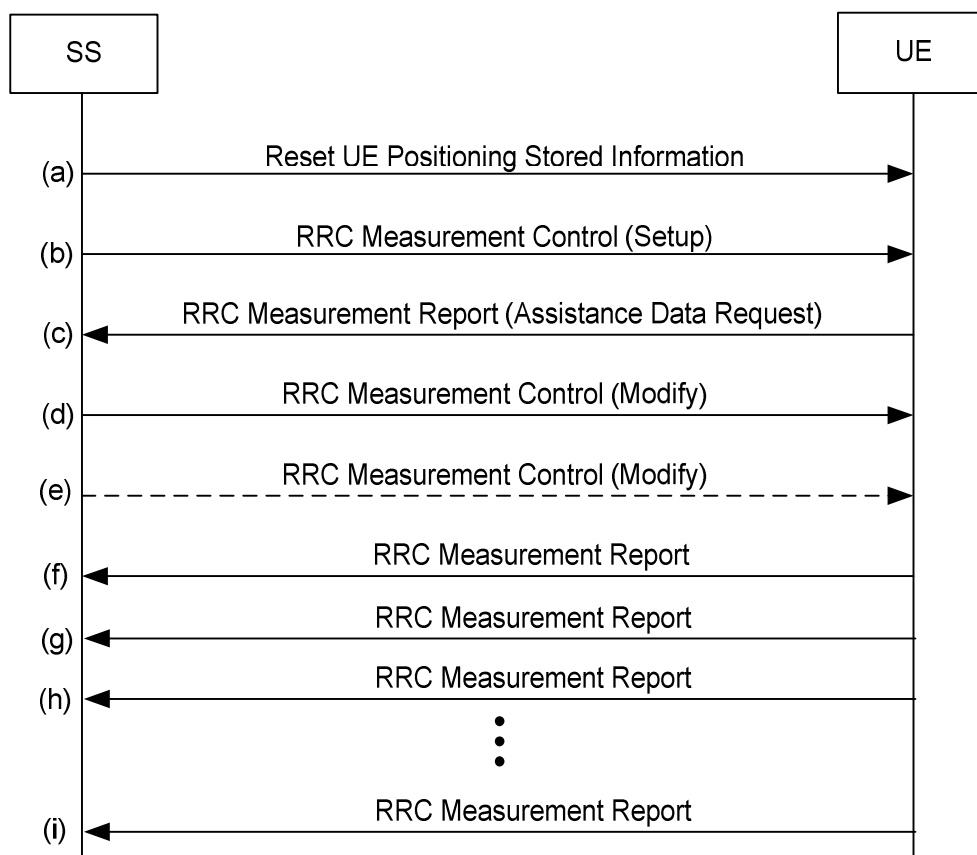 SS
UE
(a) Reset UE Positioning Stored Information
(b) RRC Measurement Control (Setup)
(c) RRC Measurement Report (Assistance Data Request)
(d) RRC Measurement Control (Modify)
(e) RRC Measurement Control (Modify)
(f) RRC Measurement Report
(g) RRC Measurement Report
(h) RRC Measurement Report
(i) RRC Measurement Report